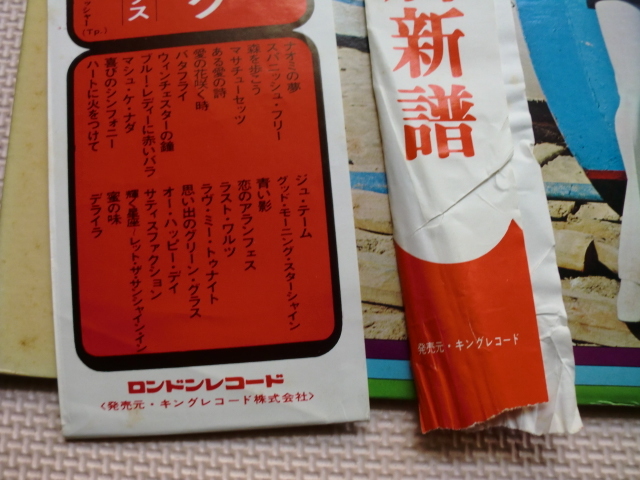 ラス
ッシャー(Tp.)
ナオミの夢
スパニッシュ・フリー
森を歩こう
マサチューセッツ
ある愛の詩
愛の花咲く時
バタフライ
ウィンチェスターの鐘
ブルー・レディーに赤いバラ
マシュ・ケ・ナダ
喜びのシンフォニー
ハートに火をつけて
ジュ・テーム
グッド・モーニング・スターシャイン
青い影
恋のアランフェス
ラスト・ワルツ
ラヴ・ミー・トゥナイト
思い出のグリーン・グラス
オー・ハッピー・デイ
サティスファクション
輝く星座〜レット・ザ・サンシャイン・イン
蜜の味
デライラ
ロンドンレコード
〈発売元・キングレコード株式会社〉
新譜
発売元・キングレコード